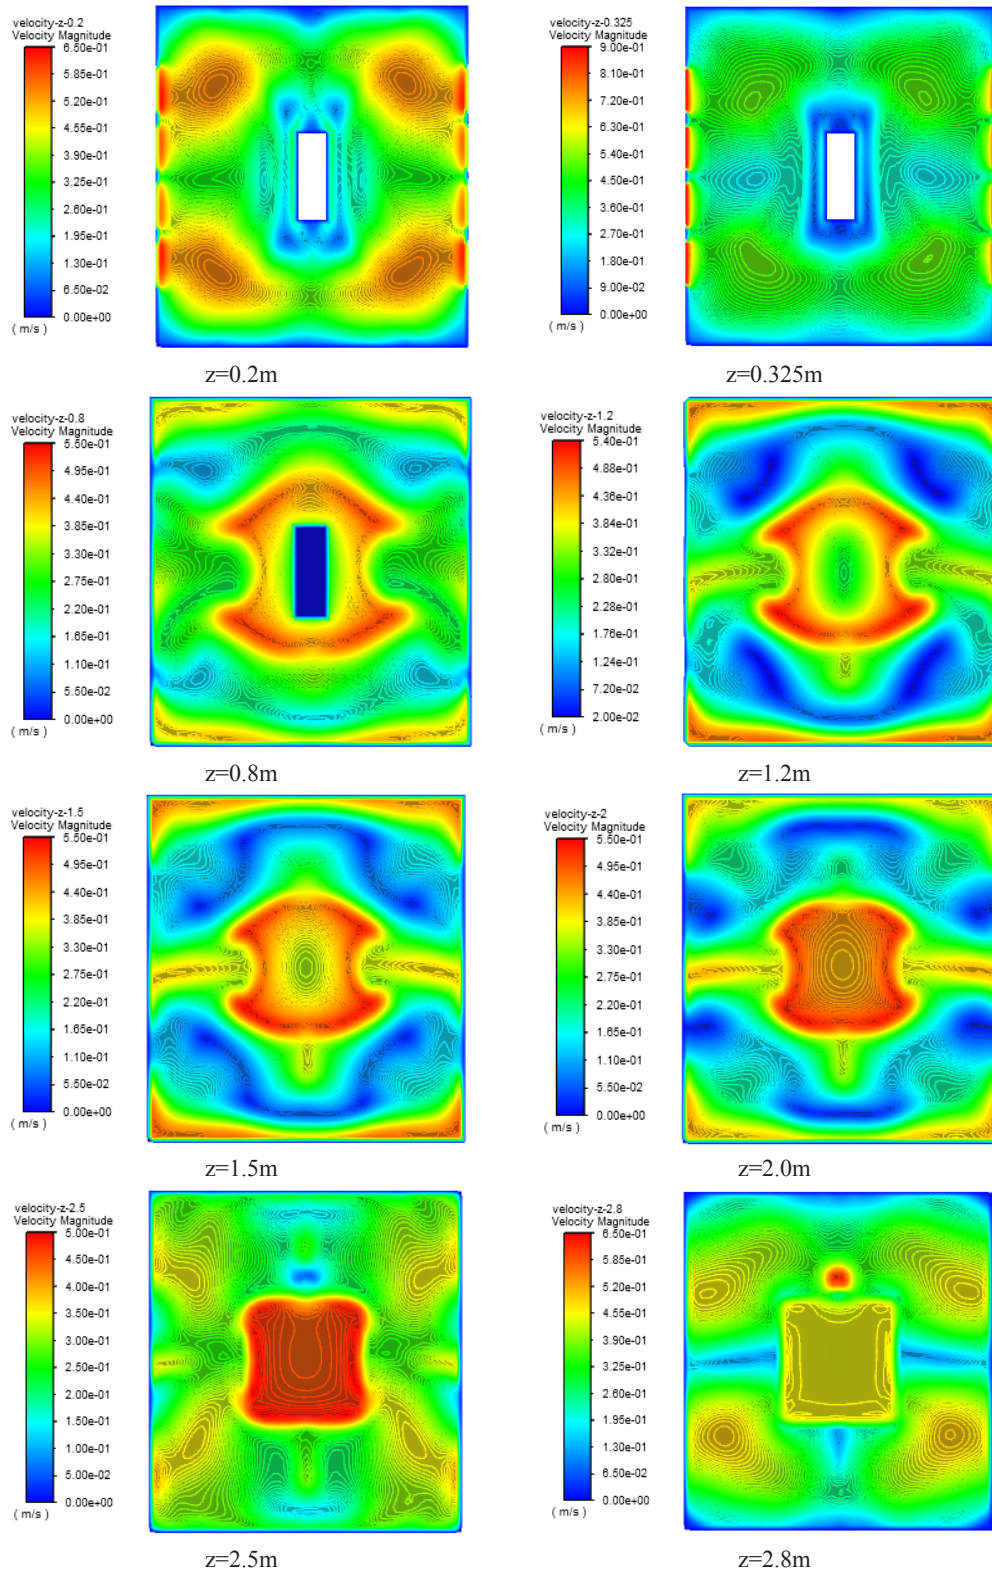 velocity-z-0.2
Velocity Magnitude
6.50e-01
5.85e-01
5.20e-01
4.55e-01
3.90e-01
3.25e-01
2.60e-01
1.95e-01
1.30e-01
6.50e-02
0.00e+00
( m/s )
z=0.2m
velocity-z-0.325
Velocity Magnitude
9.00e-01
8.10e-01
7.20e-01
6.30e-01
5.40e-01
4.50e-01
3.60e-01
2.70e-01
1.80e-01
9.00e-02
0.00e+00
( m/s )
z=0.325m
velocity-z-0.8
Velocity Magnitude
5.50e-01
4.95e-01
4.40e-01
3.85e-01
3.30e-01
2.75e-01
2.20e-01
1.65e-01
1.10e-01
5.50e-02
0.00e+00
( m/s )
z=0.8m
velocity-z-1.2
Velocity Magnitude
5.40e-01
4.88e-01
4.36e-01
3.84e-01
3.32e-01
2.80e-01
2.28e-01
1.76e-01
1.24e-01
7.20e-02
2.00e-02
( m/s )
z=1.2m
velocity-z-1.5
Velocity Magnitude
5.50e-01
4.95e-01
4.40e-01
3.85e-01
3.30e-01
2.75e-01
2.20e-01
1.65e-01
1.10e-01
5.50e-02
0.00e+00
( m/s )
z=1.5m
velocity-z-2
Velocity Magnitude
5.50e-01
4.95e-01
4.40e-01
3.85e-01
3.30e-01
2.75e-01
2.20e-01
1.65e-01
1.10e-01
5.50e-02
0.00e+00
( m/s )
z=2.0m
velocity-z-2.5
Velocity Magnitude
5.00e-01
4.50e-01
4.00e-01
3.50e-01
3.00e-01
2.50e-01
2.00e-01
1.50e-01
1.00e-01
5.00e-02
0.00e+00
( m/s )
z=2.5m
velocity-z-2.8
Velocity Magnitude
6.50e-01
5.85e-01
5.20e-01
4.55e-01
3.90e-01
3.25e-01
2.60e-01
1.95e-01
1.30e-01
6.50e-02
0.00e+00
( m/s )
z=2.8m